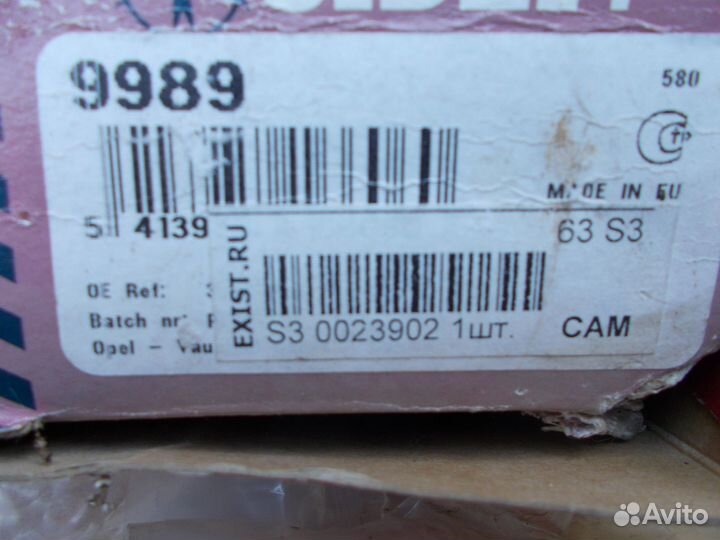 9989
580
MADE IN EU
5 4139
63 S3
EXIST.RU
OE Ref:
Batch nr:
S3 0023902 1шт.
CAM
Opel - Vau
Avito